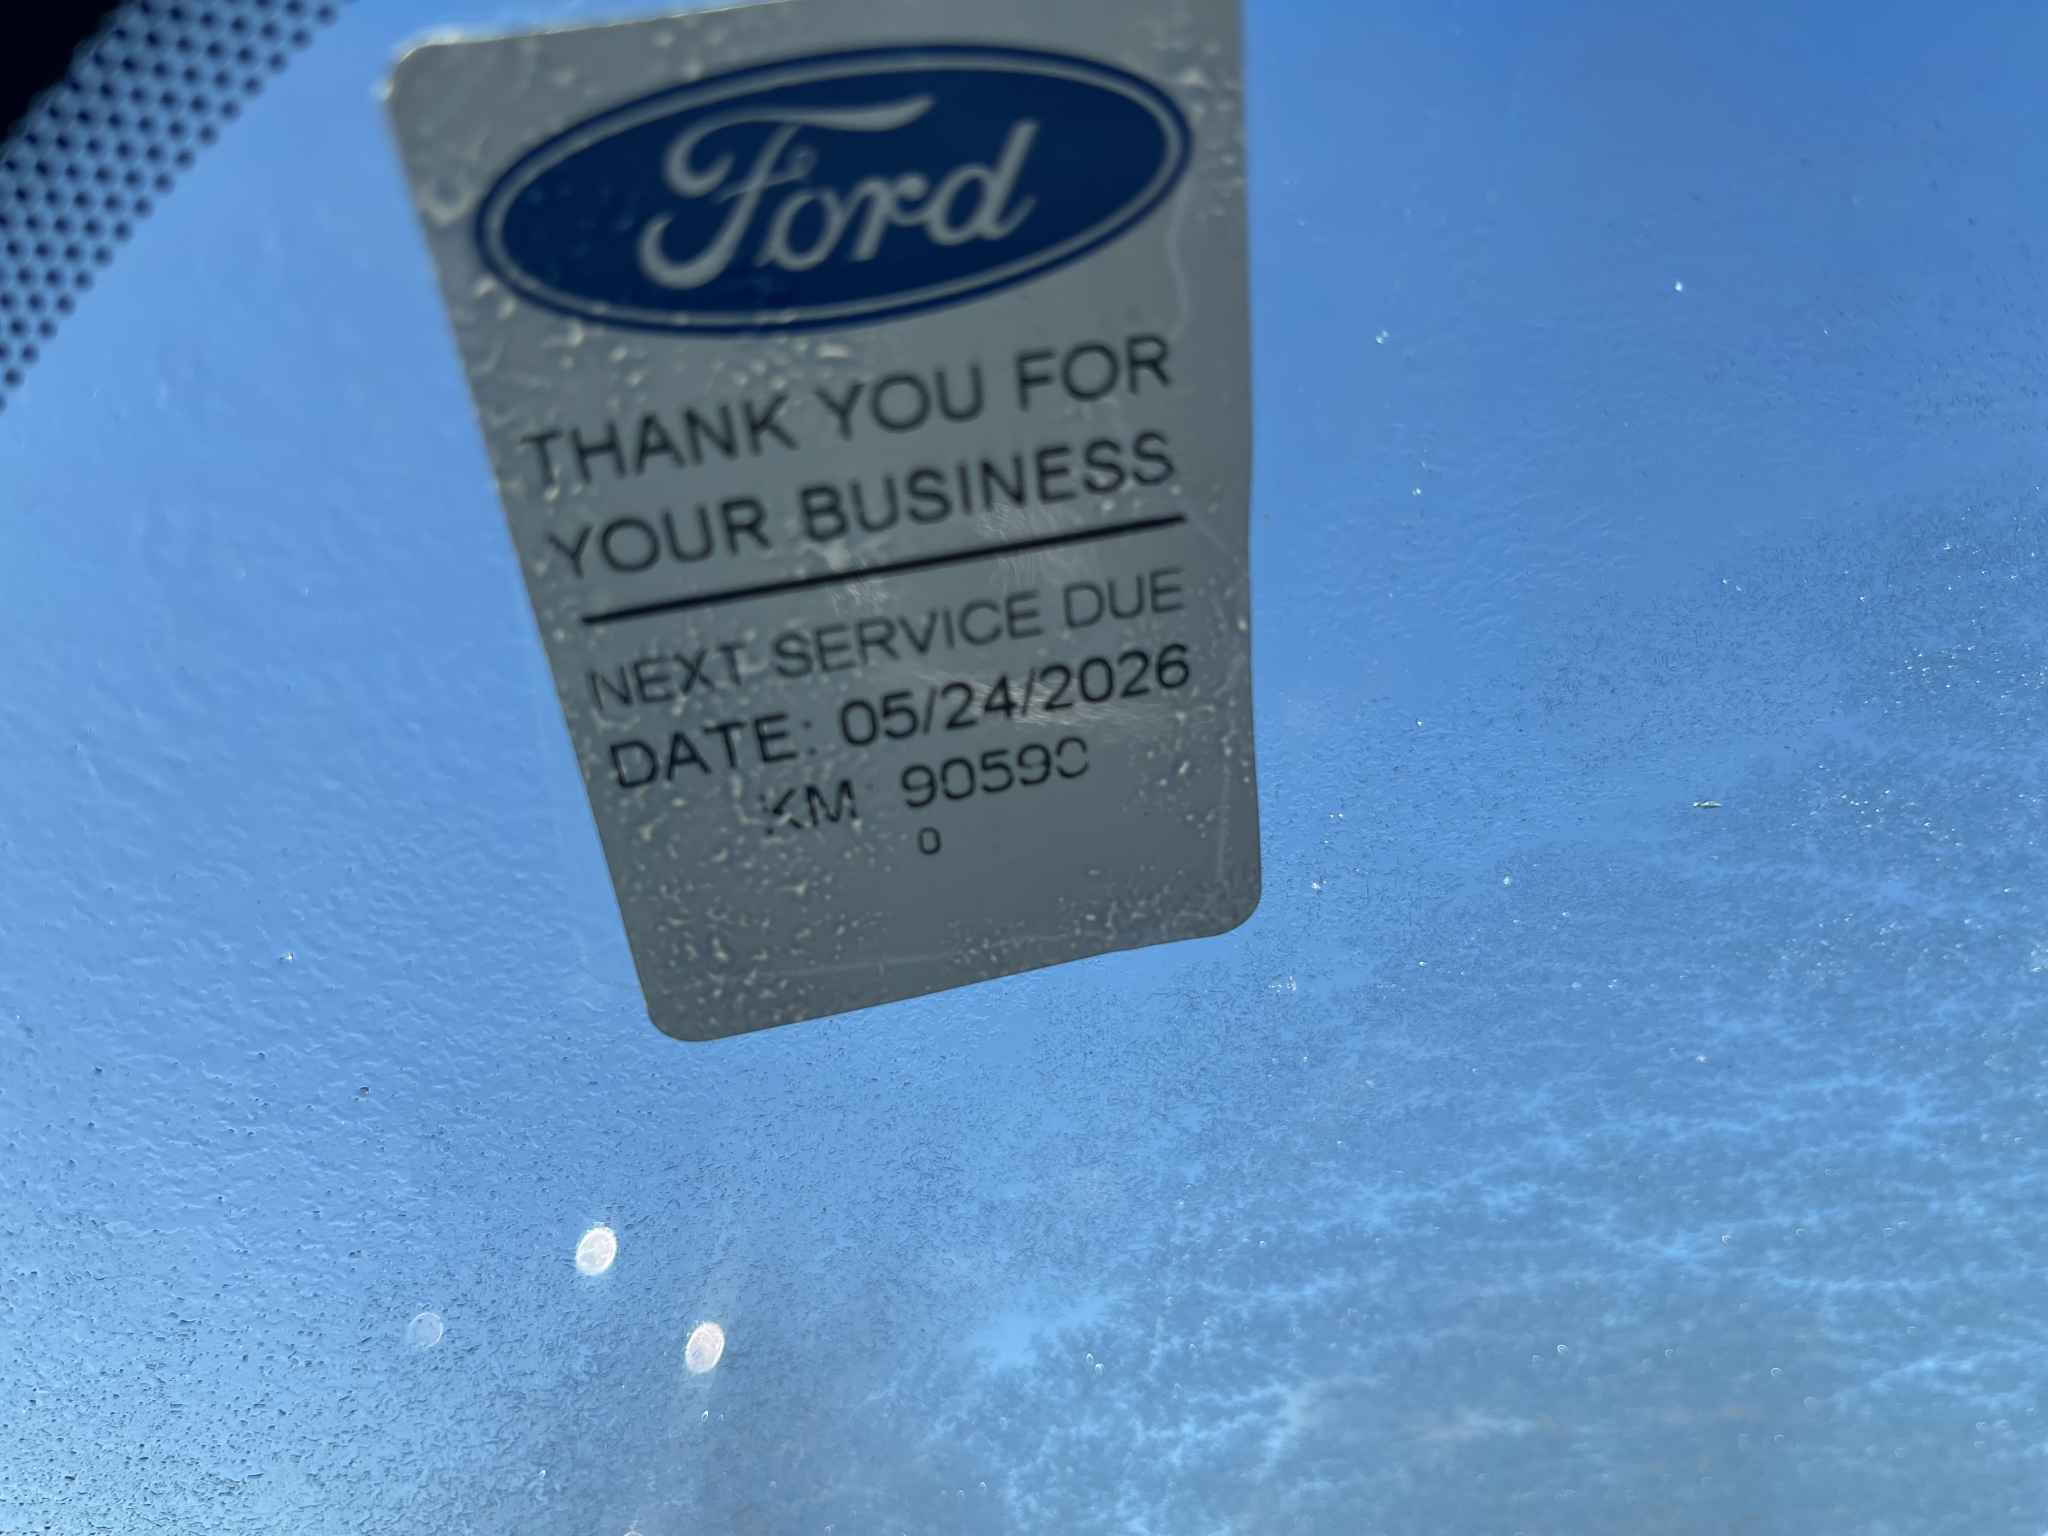 Ford
THANK YOU FOR
YOUR BUSINESS
NEXT SERVICE DUE
DATE: 05/24/2026
KM: 90590
0